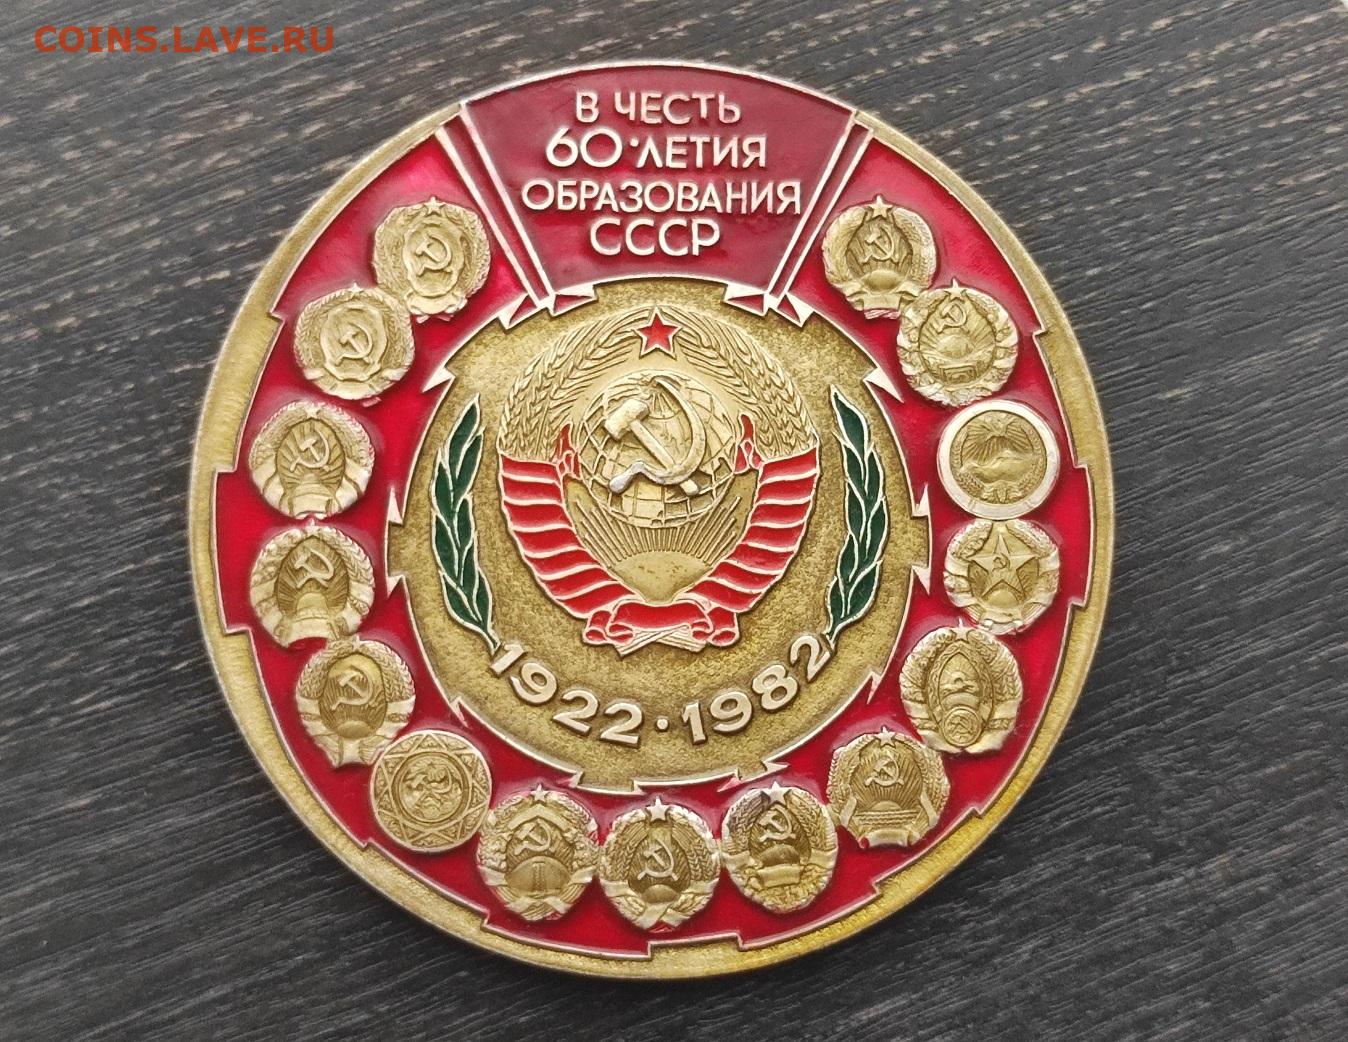 COINS.LAVE.RU
В ЧЕСТЬ
60·ЛЕТИЯ
ОБРАЗОВАНИЯ
СССР
1922·1982